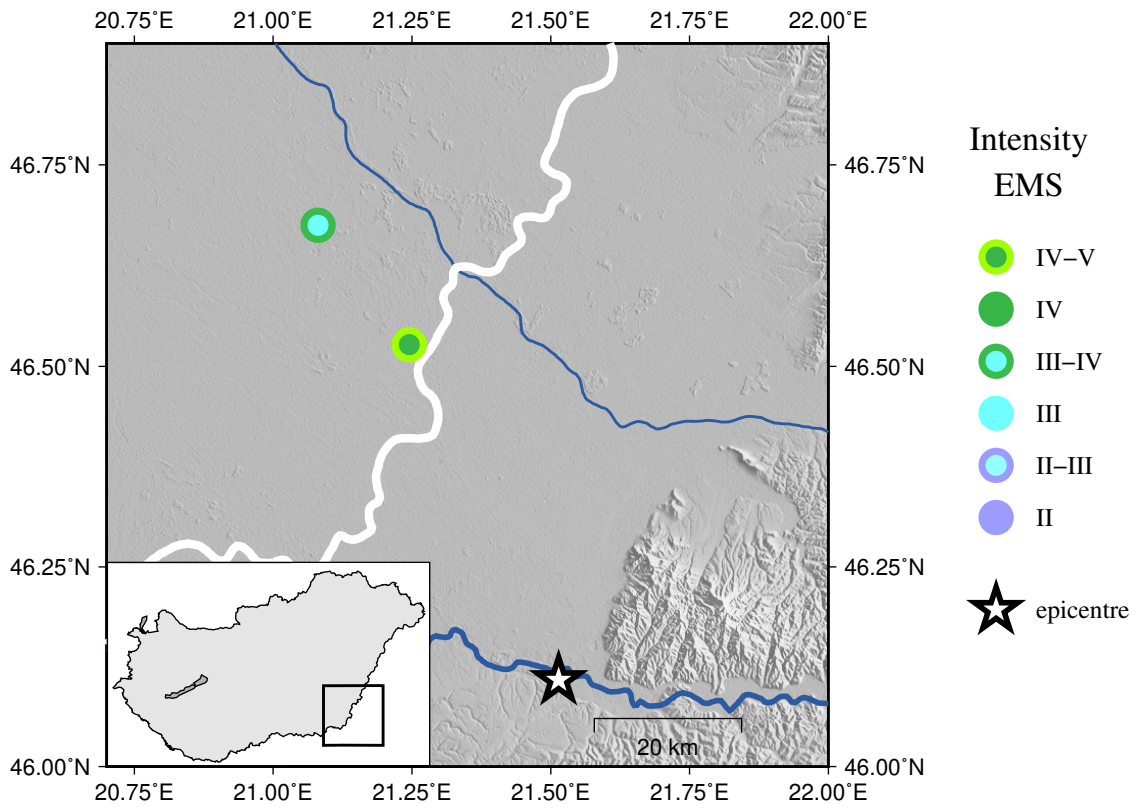 20.75˚E 21.00˚E 21.25˚E 21.50˚E 21.75˚E 22.00˚E
46.75˚N 46.75˚N
46.50˚N 46.50˚N
46.25˚N 46.25˚N
46.00˚N 46.00˚N
20 km
20.75˚E 21.00˚E 21.25˚E 21.50˚E 21.75˚E 22.00˚E
Intensity
EMS
IV–V
IV
III–IV
III
II–III
II
epicentre